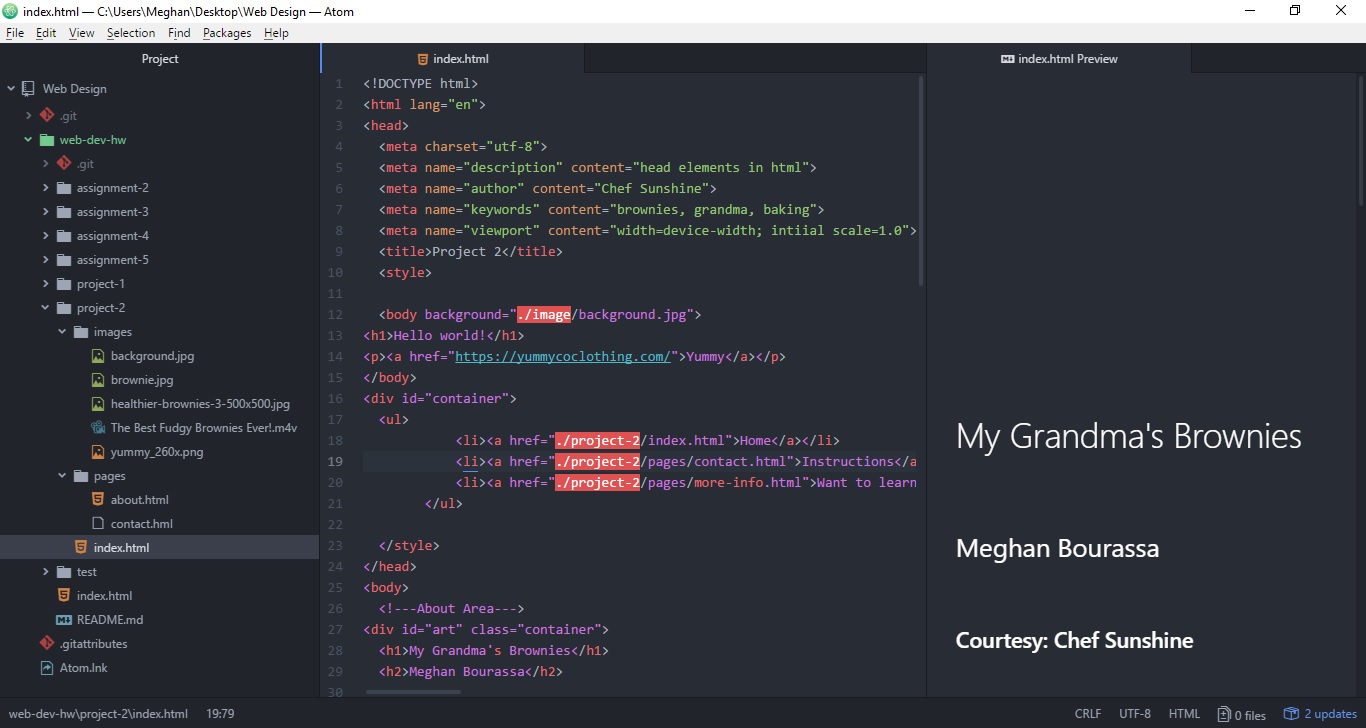 index.html — C:\Users\Meghan\Desktop\Web Design — Atom
File Edit View Selection Find Packages Help
Project
Web Design
.git
web-dev-hw
.git
assignment-2
assignment-3
assignment-4
assignment-5
project-1
project-2
images
background.jpg
brownie.jpg
healthier-brownies-3-500x500.jpg
The Best Fudgy Brownies Ever!.m4v
yummy_260x.png
pages
about.html
contact.hml
index.html
test
index.html
README.md
.gitattributes
Atom.lnk
index.html
1 <!DOCTYPE html>
2 <html lang="en">
3 <head>
4 <meta charset="utf-8">
5 <meta name="description" content="head elements in html">
6 <meta name="author" content="Chef Sunshine">
7 <meta name="keywords" content="brownies, grandma, baking">
8 <meta name="viewport" content="width=device-width; intiial scale=1.0">
9 <title>Project 2</title>
10 <style>
11
12 <body background="./image/background.jpg">
13 <h1>Hello world!</h1>
14 <p><a href="https://yummycoclothing.com/">Yummy</a></p>
15 </body>
16 <div id="container">
17 <ul>
18 <li><a href="./project-2/index.html">Home</a></li>
19 <li><a href="./project-2/pages/contact.html">Instructions</a
20 <li><a href="./project-2/pages/more-info.html">Want to learn
21 </ul>
22
23 </style>
24 </head>
25 <body>
26 <!---About Area--->
27 <div id="art" class="container">
28 <h1>My Grandma's Brownies</h1>
29 <h2>Meghan Bourassa</h2>
30
index.html Preview
My Grandma's Brownies
Meghan Bourassa
Courtesy: Chef Sunshine
web-dev-hw\project-2\index.html 19:79 CRLF UTF-8 HTML 0 files 2 updates